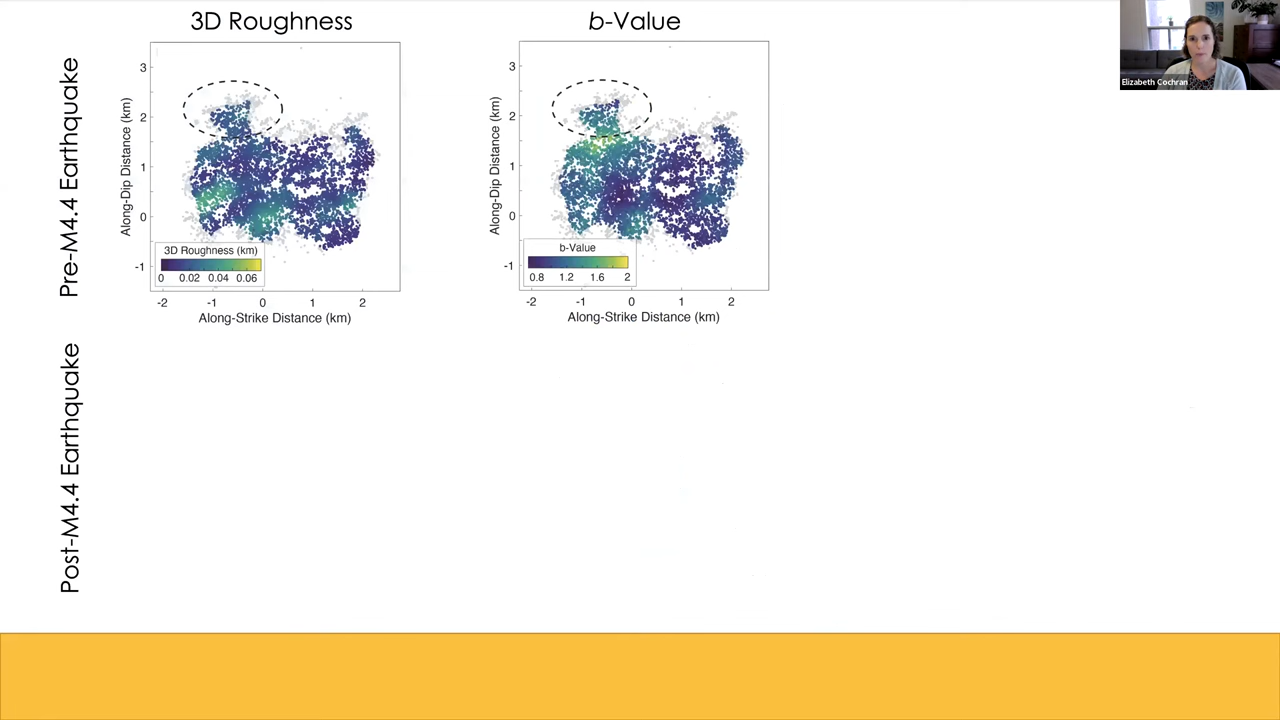 3D Roughness
b-Value
Elizabeth Cochran
Pre-M4.4 Earthquake
Along-Dip Distance (km)
3
2
1
0
-1
3D Roughness (km)
0 0.02 0.04 0.06
-2 -1 0 1 2
Along-Strike Distance (km)
Along-Dip Distance (km)
3
2
1
0
-1
b-Value
0.8 1.2 1.6 2
-2 -1 0 1 2
Along-Strike Distance (km)
Post-M4.4 Earthquake